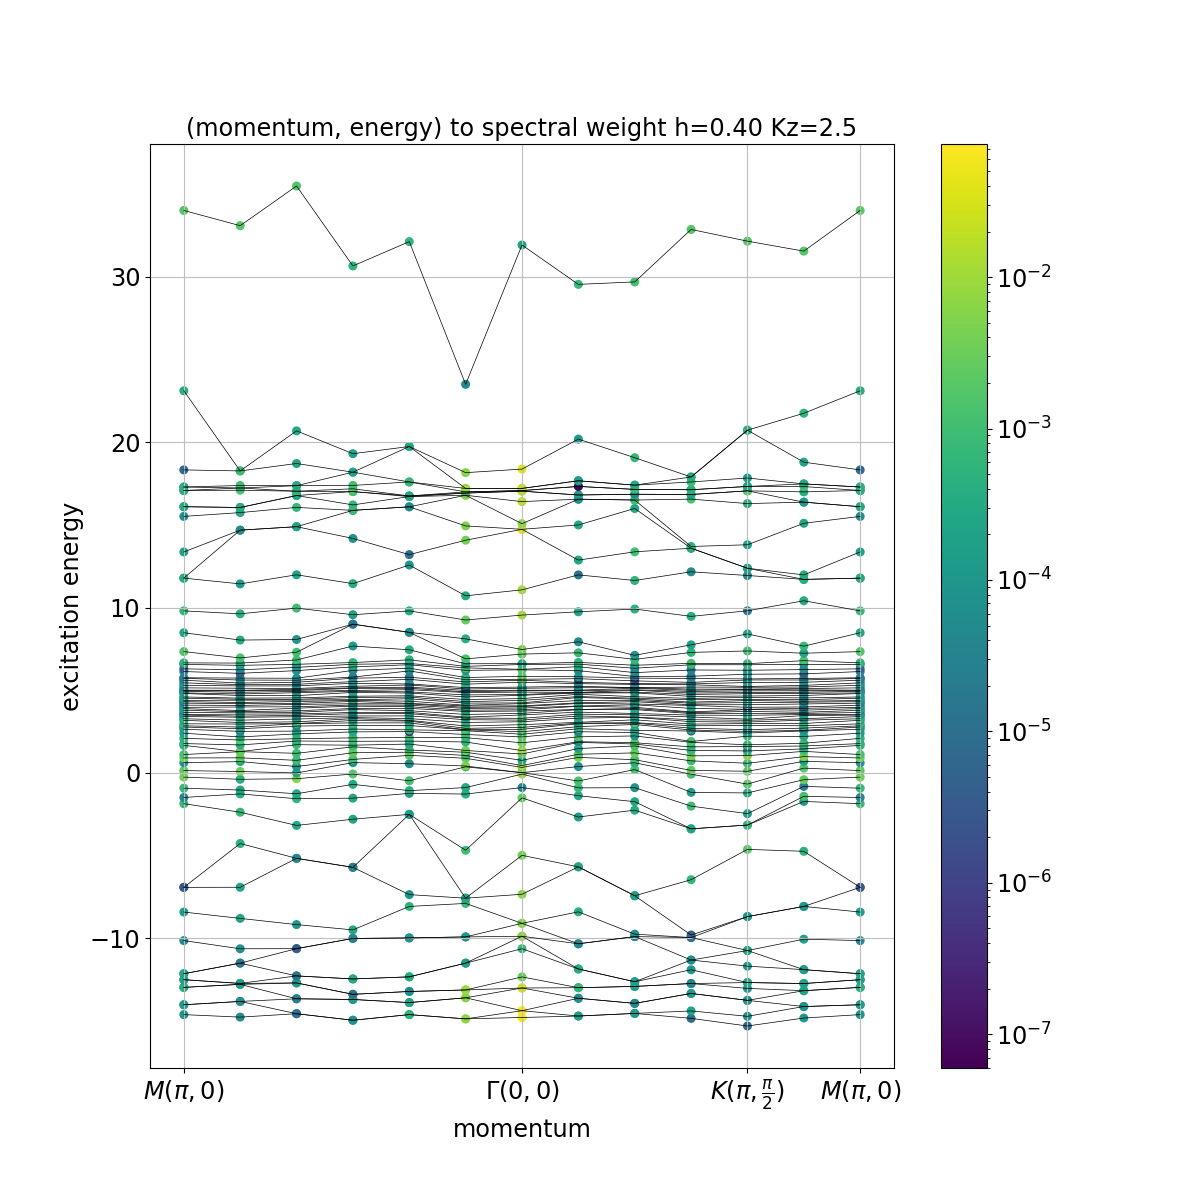 (momentum, energy) to spectral weight h=0.40 Kz=2.5
excitation energy
30
20
10
0
−10
M(π, 0)
Γ(0, 0)
K(π, π/2)
M(π, 0)
momentum
10⁻²
10⁻³
10⁻⁴
10⁻⁵
10⁻⁶
10⁻⁷